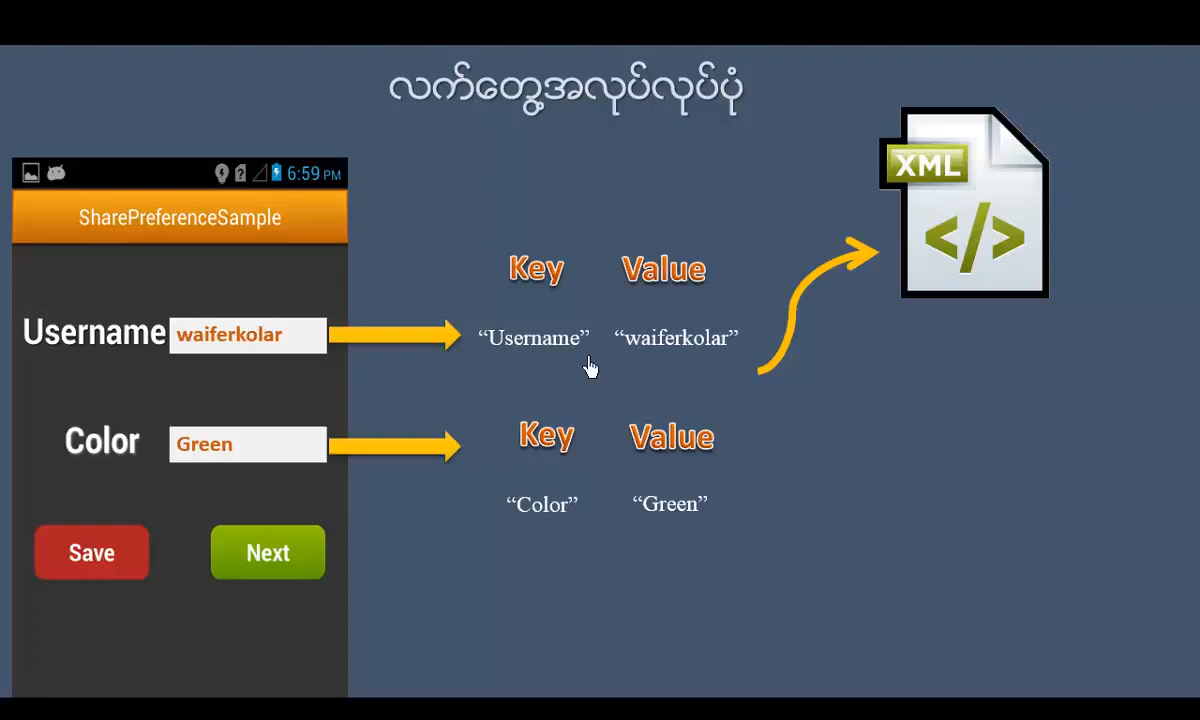 လက်တွေ့အလုပ်လုပ်ပုံ
6:59 PM
SharePreferenceSample
Username waiferkolar
Color Green
Save Next
Key Value
“Username” “waiferkolar”
Key Value
“Color” “Green”
XML
</>